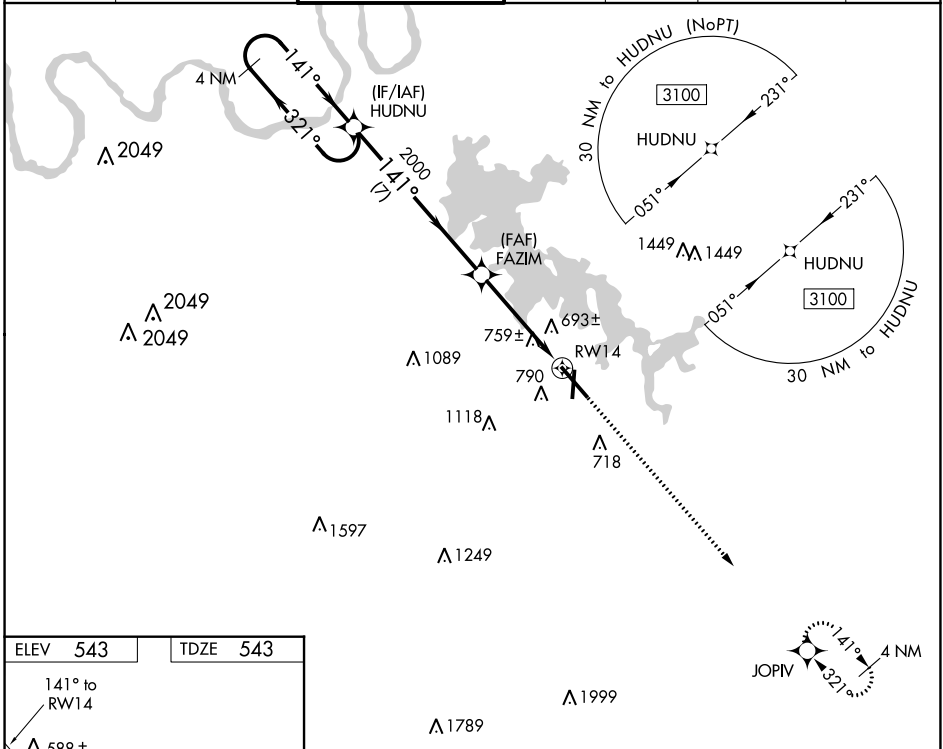 30 NM to HUDNU (NoPT)
3100
HUDNU
231°
051°
4 NM
141°
321°
(IF/IAF)
HUDNU
2049
2000
141°
(7)
(FAF)
FAZIM
1449
1449
231°
HUDNU
3100
051°
30 NM to HUDNU
2049
2049
693±
759±
RW14
1089
790
1118
718
1597
1249
ELEV 543
TDZE 543
141° to
RW14
588 ±
JOPIV
141°
321°
4 NM
1999
1789